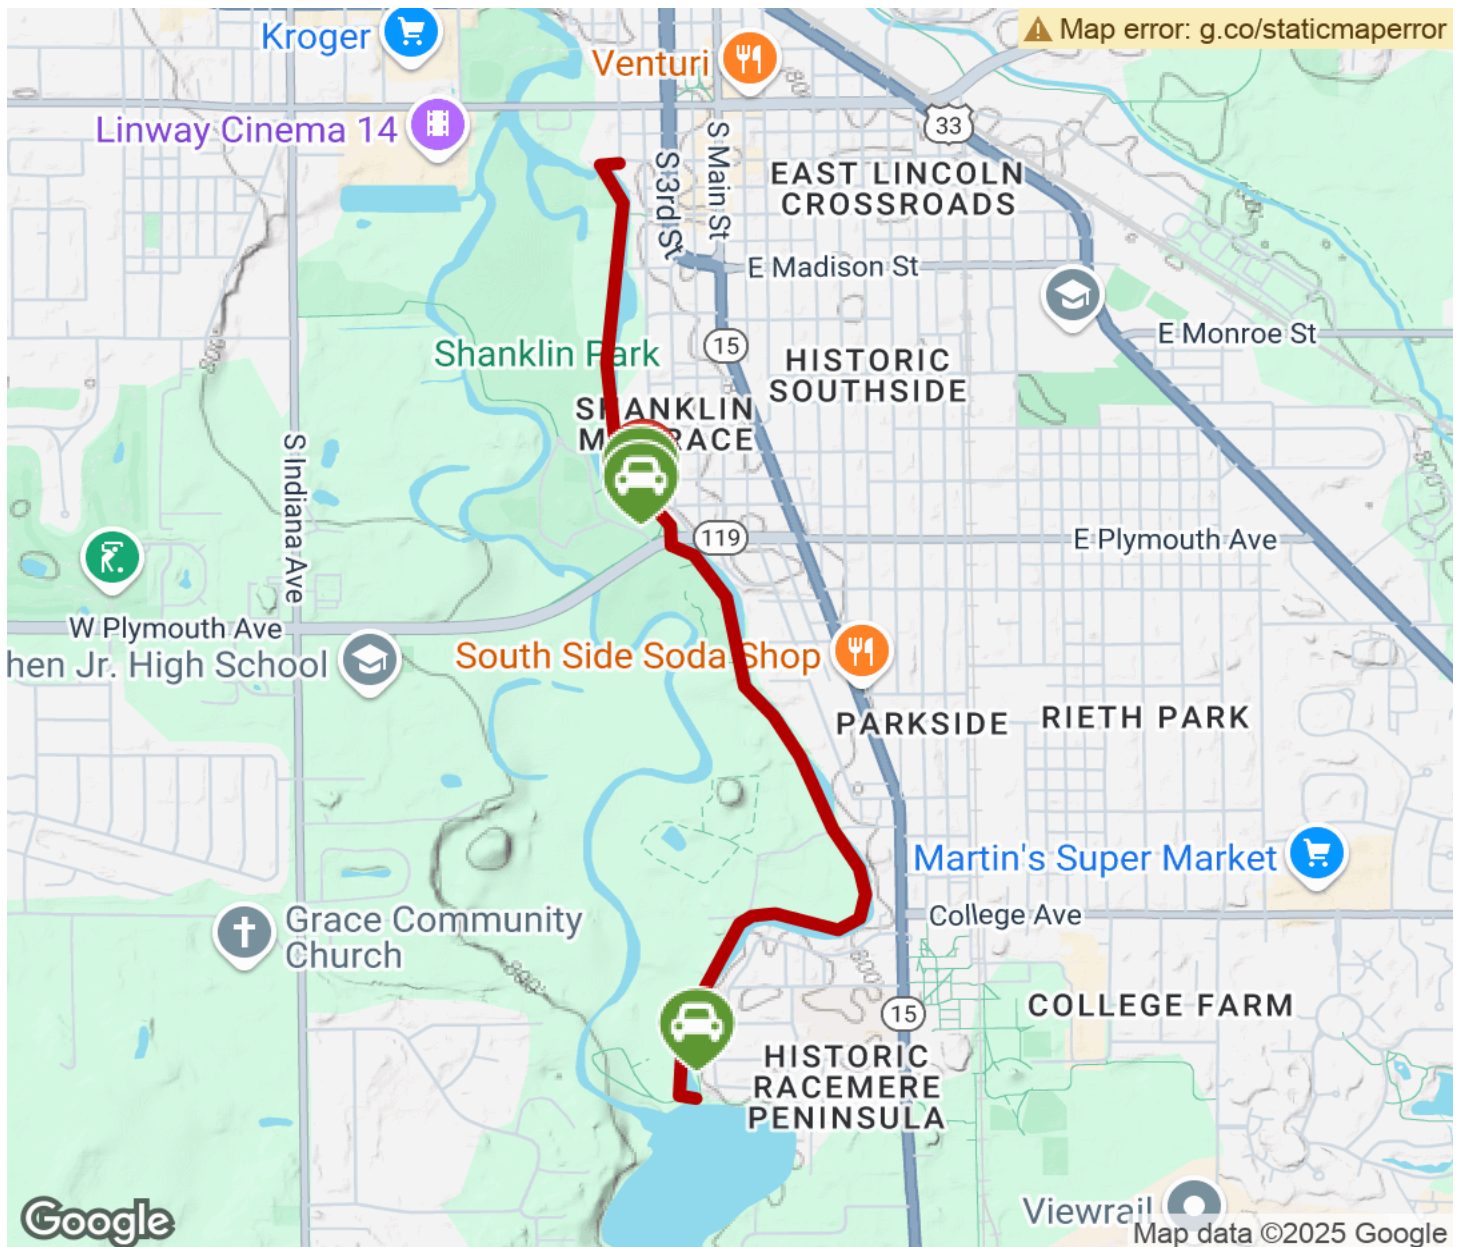 Kroger
Map error: g.co/staticmaperror
Venturi
Linway Cinema 14
33
S 3rd St
S Main St
EAST LINCOLN
CROSSROADS
E Madison St
E Monroe St
Shanklin Park
15
HISTORIC
SOUTHSIDE
SHANKLIN
S Indiana Ave
119
E Plymouth Ave
W Plymouth Ave
hen Jr. High School
South Side Soda Shop
PARKSIDE
RIETH PARK
Martin's Super Market
College Ave
Grace Community
Church
COLLEGE FARM
15
HISTORIC
RACEMERE
PENINSULA
Viewrail
Google
Map data ©2025 Google